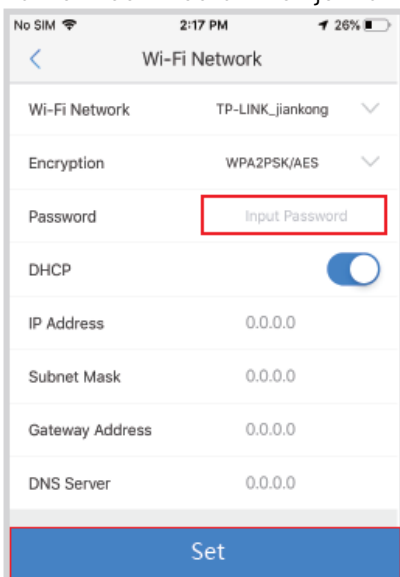 No SIM 2:17 PM 26%
Wi-Fi Network
Wi-Fi Network TP-LINK_jiankong
Encryption WPA2PSK/AES
Password Input Password
DHCP
IP Address 0.0.0.0
Subnet Mask 0.0.0.0
Gateway Address 0.0.0.0
DNS Server 0.0.0.0
Set